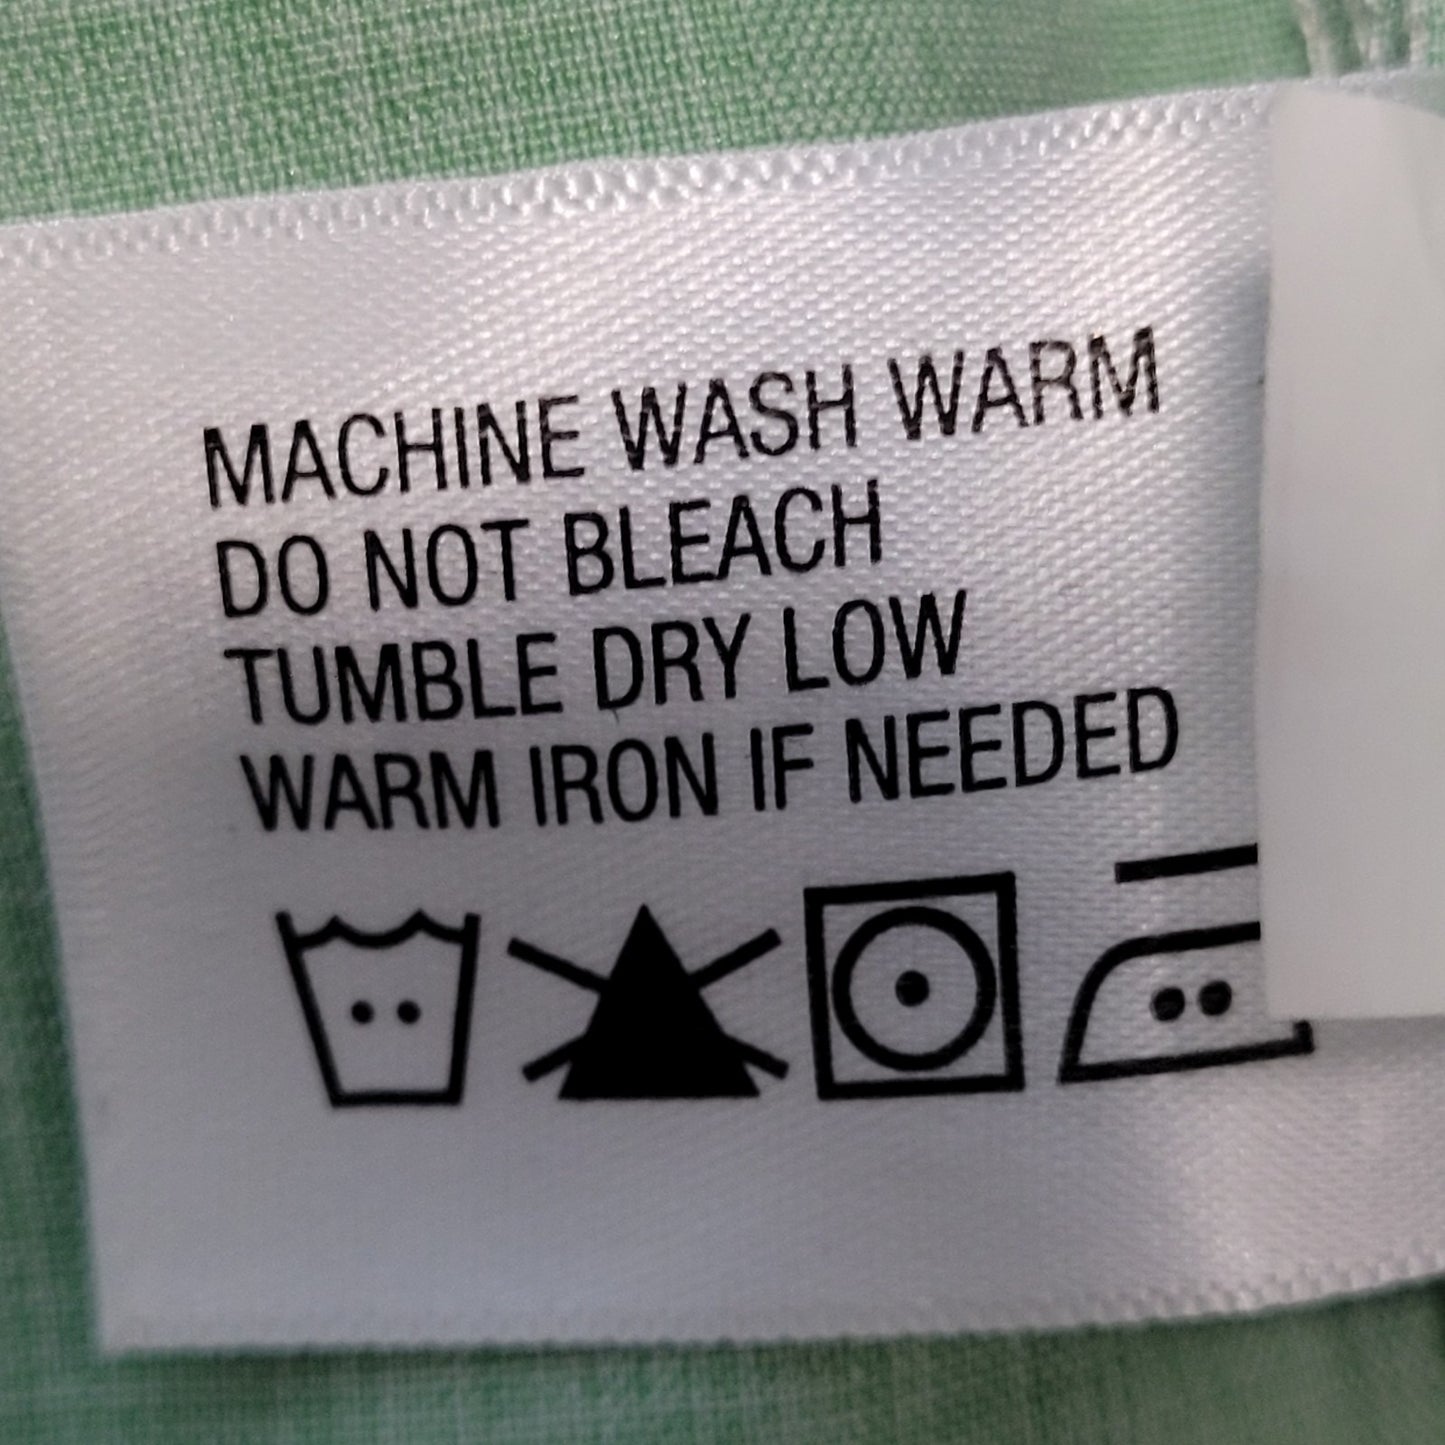 MACHINE WASH WARM
DO NOT BLEACH
TUMBLE DRY LOW
WARM IRON IF NEEDED